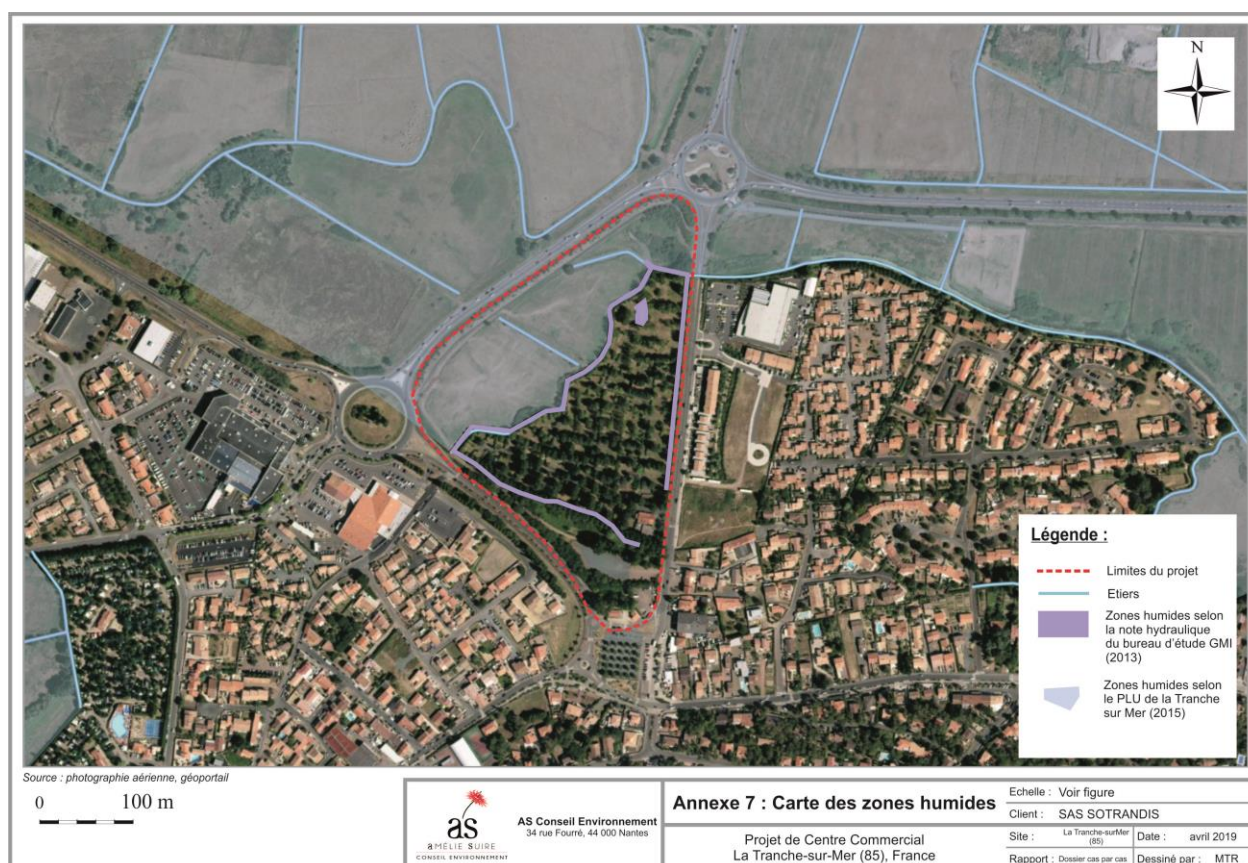 N
Légende :
Limites du projet
Etiers
Zones humides selon
la note hydraulique
du bureau d'étude GMI
(2013)
Zones humides selon
le PLU de la Tranche
sur Mer (2015)
Source : photographie aérienne, géoportail
0 100 m
as
AMÉLIE SUIRE
CONSEIL ENVIRONNEMENT
AS Conseil Environnement
34 rue Fourré, 44 000 Nantes
Annexe 7 : Carte des zones humides
Projet de Centre Commercial
La Tranche-sur-Mer (85), France
Echelle : Voir figure
Client : SAS SOTRANDIS
Site : La Tranche-surMer (85) Date : avril 2019
Rapport : Dossier cas par cas Dessiné par : MTR